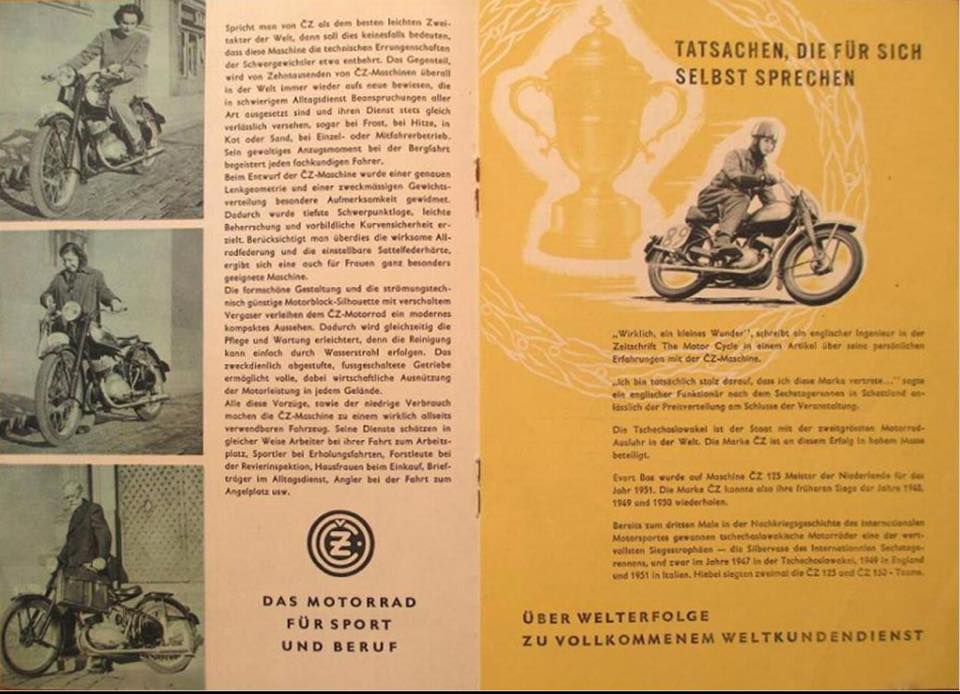 Spricht man von ČZ als dem besten leichten Zwei-
takter der Welt, dann soll dies keinesfalls bedeuten,
dass diese Maschine die technischen Errungenschaften
der Schwergewichtler etwa entbehrt. Das Gegenteil,
wird von Zehntausenden von ČZ-Maschinen überall
in der Welt immer wieder aufs neue bewiesen, die
in schwierigem Alltagsdienst Beanspruchungen aller
Art ausgesetzt sind und ihren Dienst stets gleich
verlässlich versehen, sogar bei Frost, bei Hitze, in
Kot oder Sand, bei Einzel- oder Mitfahrerbetrieb.
Sein gewaltiges Anzugsmoment bei der Bergfahrt
begeistert jeden fachkundigen Fahrer.
Beim Entwurf der ČZ-Maschine wurde einer genauen
Lenkgeometrie und einer zweckmässigen Gewichts-
verteilung besondere Aufmerksamkeit gewidmet.
Dadurch wurde tiefste Schwerpunktlage, leichte
Beherrschung und vorbildliche Kurvensicherheit er-
zielt. Berücksichtigt man überdies die wirksame All-
radfederung und die einstellbare Sattelfederhärte,
ergibt sich eine auch für Frauen ganz besonders
geeignete Maschine.
Die formschöne Gestaltung und die strömungstech-
nisch günstige Motorblock-Silhouette mit verschaltem
Vergaser verleihen dem ČZ-Motorrad ein modernes
kompaktes Aussehen. Dadurch wird gleichzeitig die
Pflege und Wartung erleichtert, denn die Reinigung
kann einfach durch Wasserstrahl erfolgen. Das
zweckdienlich abgestufte, fussgeschaltete Getriebe
ermöglicht volle, dabei wirtschaftliche Ausnützung
der Motorleistung in jedem Gelände.
Alle diese Vorzüge, sowie der niedrige Verbrauch
machen die ČZ-Maschine zu einem wirklich allseits
verwendbaren Fahrzeug. Seine Dienste schätzen in
gleicher Weise Arbeiter bei ihrer Fahrt zum Arbeits-
platz, Sportler bei Erholungsfahrten, Forstleute bei
der Revierinspektion, Hausfrauen beim Einkauf, Brief-
träger im Alltagsdienst, Angler bei der Fahrt zum
Angelplatz usw.
ČZ
DAS MOTORRAD
FÜR SPORT
UND BERUF
TATSACHEN, DIE FÜR SICH
SELBST SPRECHEN
89
„Wirklich, ein kleines Wunder", schreibt ein englischer Ingenieur in der
Zeitschrift The Motor Cycle in einem Artikel über seine persönlichen
Erfahrungen mit der ČZ-Maschine.
„Ich bin tatsächlich stolz darauf, dass ich diese Marke vertrete..." sagte
ein englischer Funktionär nach dem Sechstagerennen in Schottland an-
lässlich der Preisverteilung am Schlusse der Veranstaltung.
Die Tschechoslowakei ist der Staat mit der zweitgrössten Motorrad-
Ausfuhr in der Welt. Die Marke ČZ ist an diesem Erfolg in hohem Masse
beteiligt.
Evert Bos wurde auf Maschine ČZ 125 Meister der Niederlande für das
Jahr 1951. Die Marke ČZ konnte also ihre früheren Siege der Jahre 1948,
1949 und 1950 wiederholen.
Bereits zum dritten Male in der Nachkriegsgeschichte des internationalen
Motorsportes gewannen tschechoslowakische Motorräder eine der wert-
vollsten Siegestrophäen — die Silbervase des Internationalen Sechstage-
rennens, und zwar im Jahre 1947 in der Tschechoslowakei, 1949 in England
und 1951 in Italien. Hiebei siegten zweimal die ČZ 125 und ČZ 150 - Teams.
ÜBER WELTERFOLGE
ZU VOLLKOMMENEM WELTKUNDENDIENST